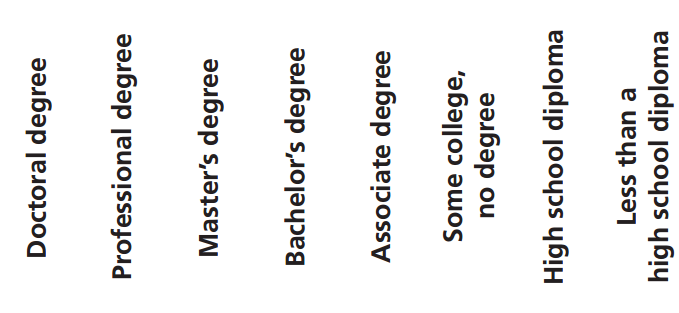 Doctoral degree
Professional degree
Master's degree
Bachelor's degree
Associate degree
Some college,
no degree
High school diploma
Less than a
high school diploma